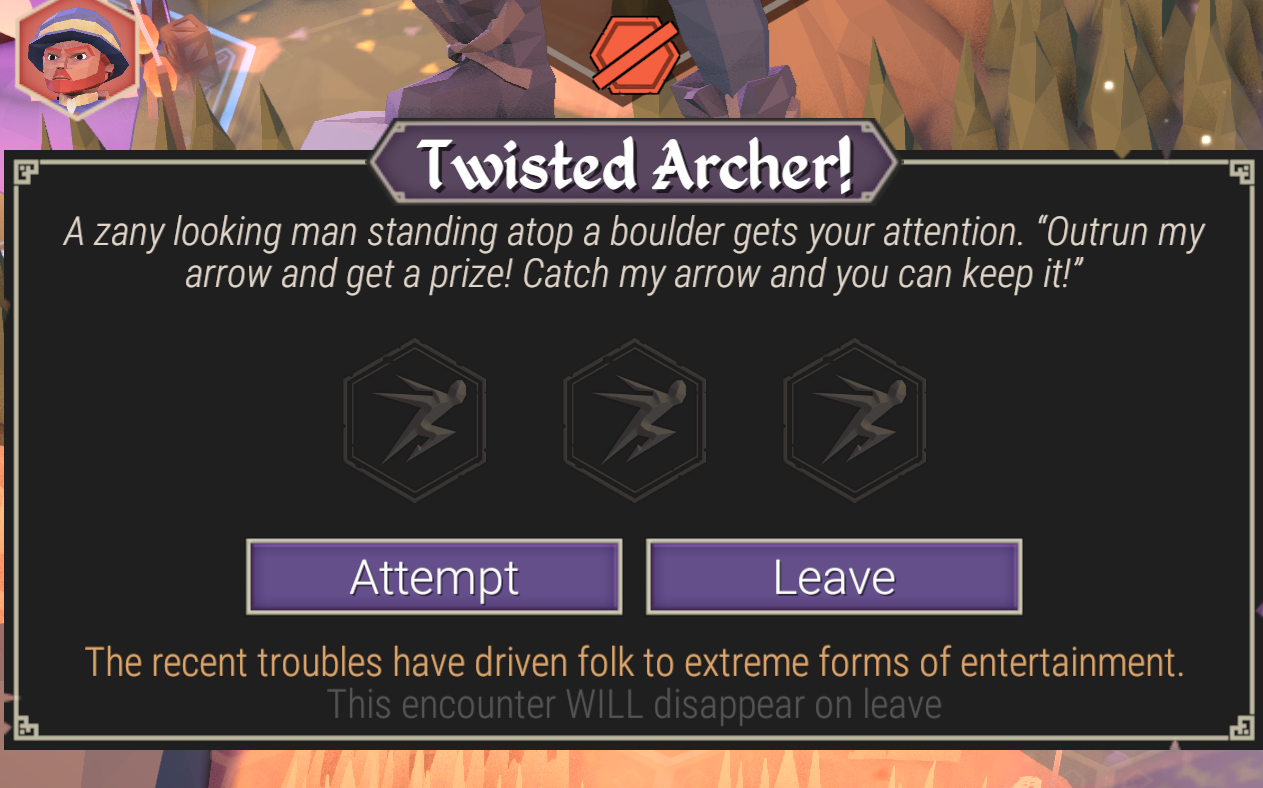 Twisted Archer!
A zany looking man standing atop a boulder gets your attention. “Outrun my
arrow and get a prize! Catch my arrow and you can keep it!”
Attempt
Leave
The recent troubles have driven folk to extreme forms of entertainment.
This encounter WILL disappear on leave